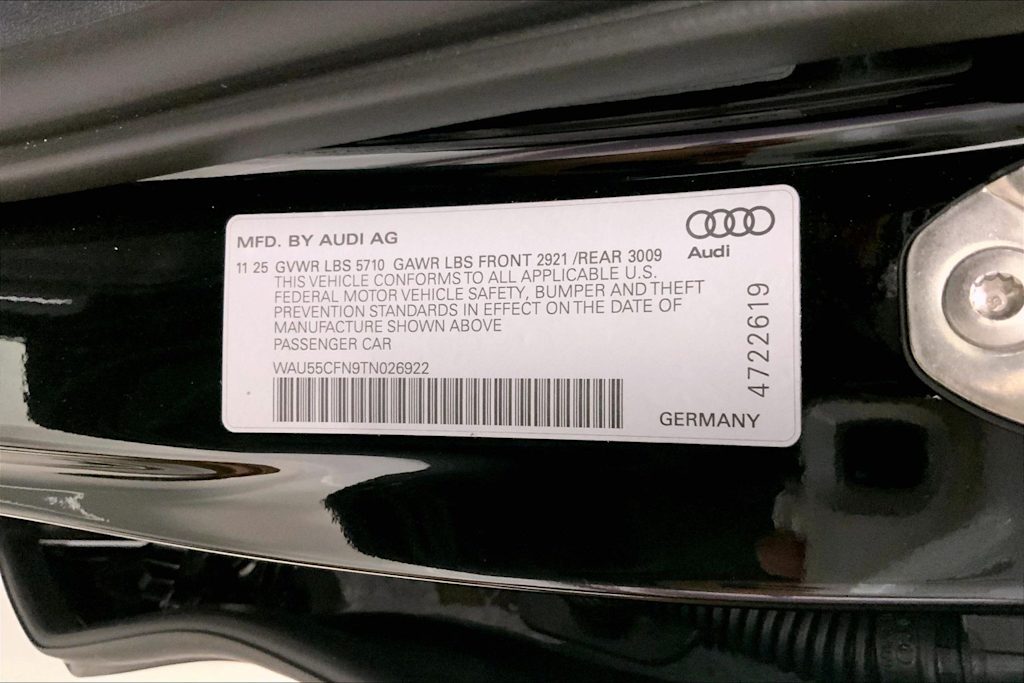 MFD. BY AUDI AG
Audi
11 25 GVWR LBS 5710 GAWR LBS FRONT 2921 /REAR 3009
THIS VEHICLE CONFORMS TO ALL APPLICABLE U.S.
FEDERAL MOTOR VEHICLE SAFETY, BUMPER AND THEFT
PREVENTION STANDARDS IN EFFECT ON THE DATE OF
MANUFACTURE SHOWN ABOVE
PASSENGER CAR
WAU55CFN9TN026922
4722619
GERMANY